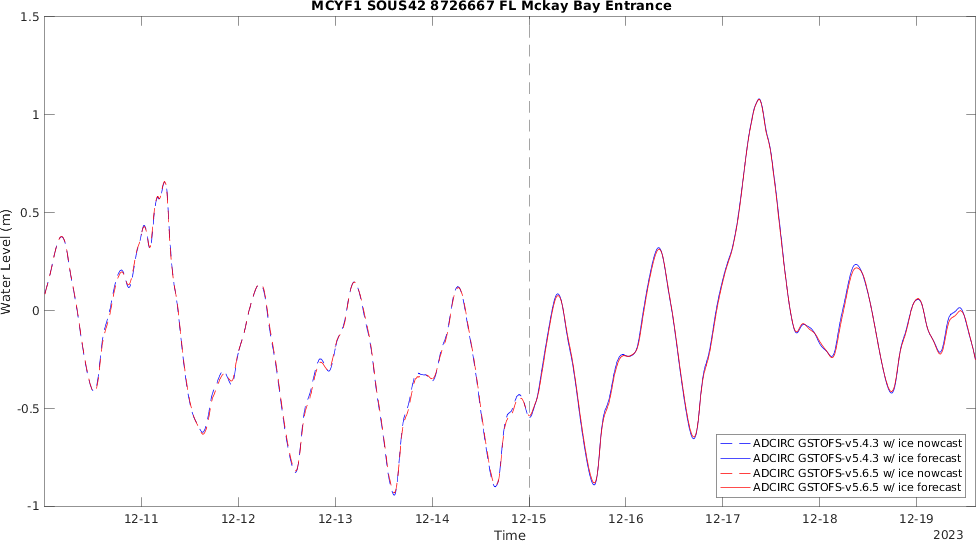 MCYF1 SOUS42 8726667 FL Mckay Bay Entrance
1.5
1
0.5
0
-0.5
-1
Water Level (m)
ADCIRC GSTOFS-v5.4.3 w/ ice nowcast
ADCIRC GSTOFS-v5.4.3 w/ ice forecast
ADCIRC GSTOFS-v5.6.5 w/ ice nowcast
ADCIRC GSTOFS-v5.6.5 w/ ice forecast
12-11 12-12 12-13 12-14 12-15 12-16 12-17 12-18 12-19
Time
2023